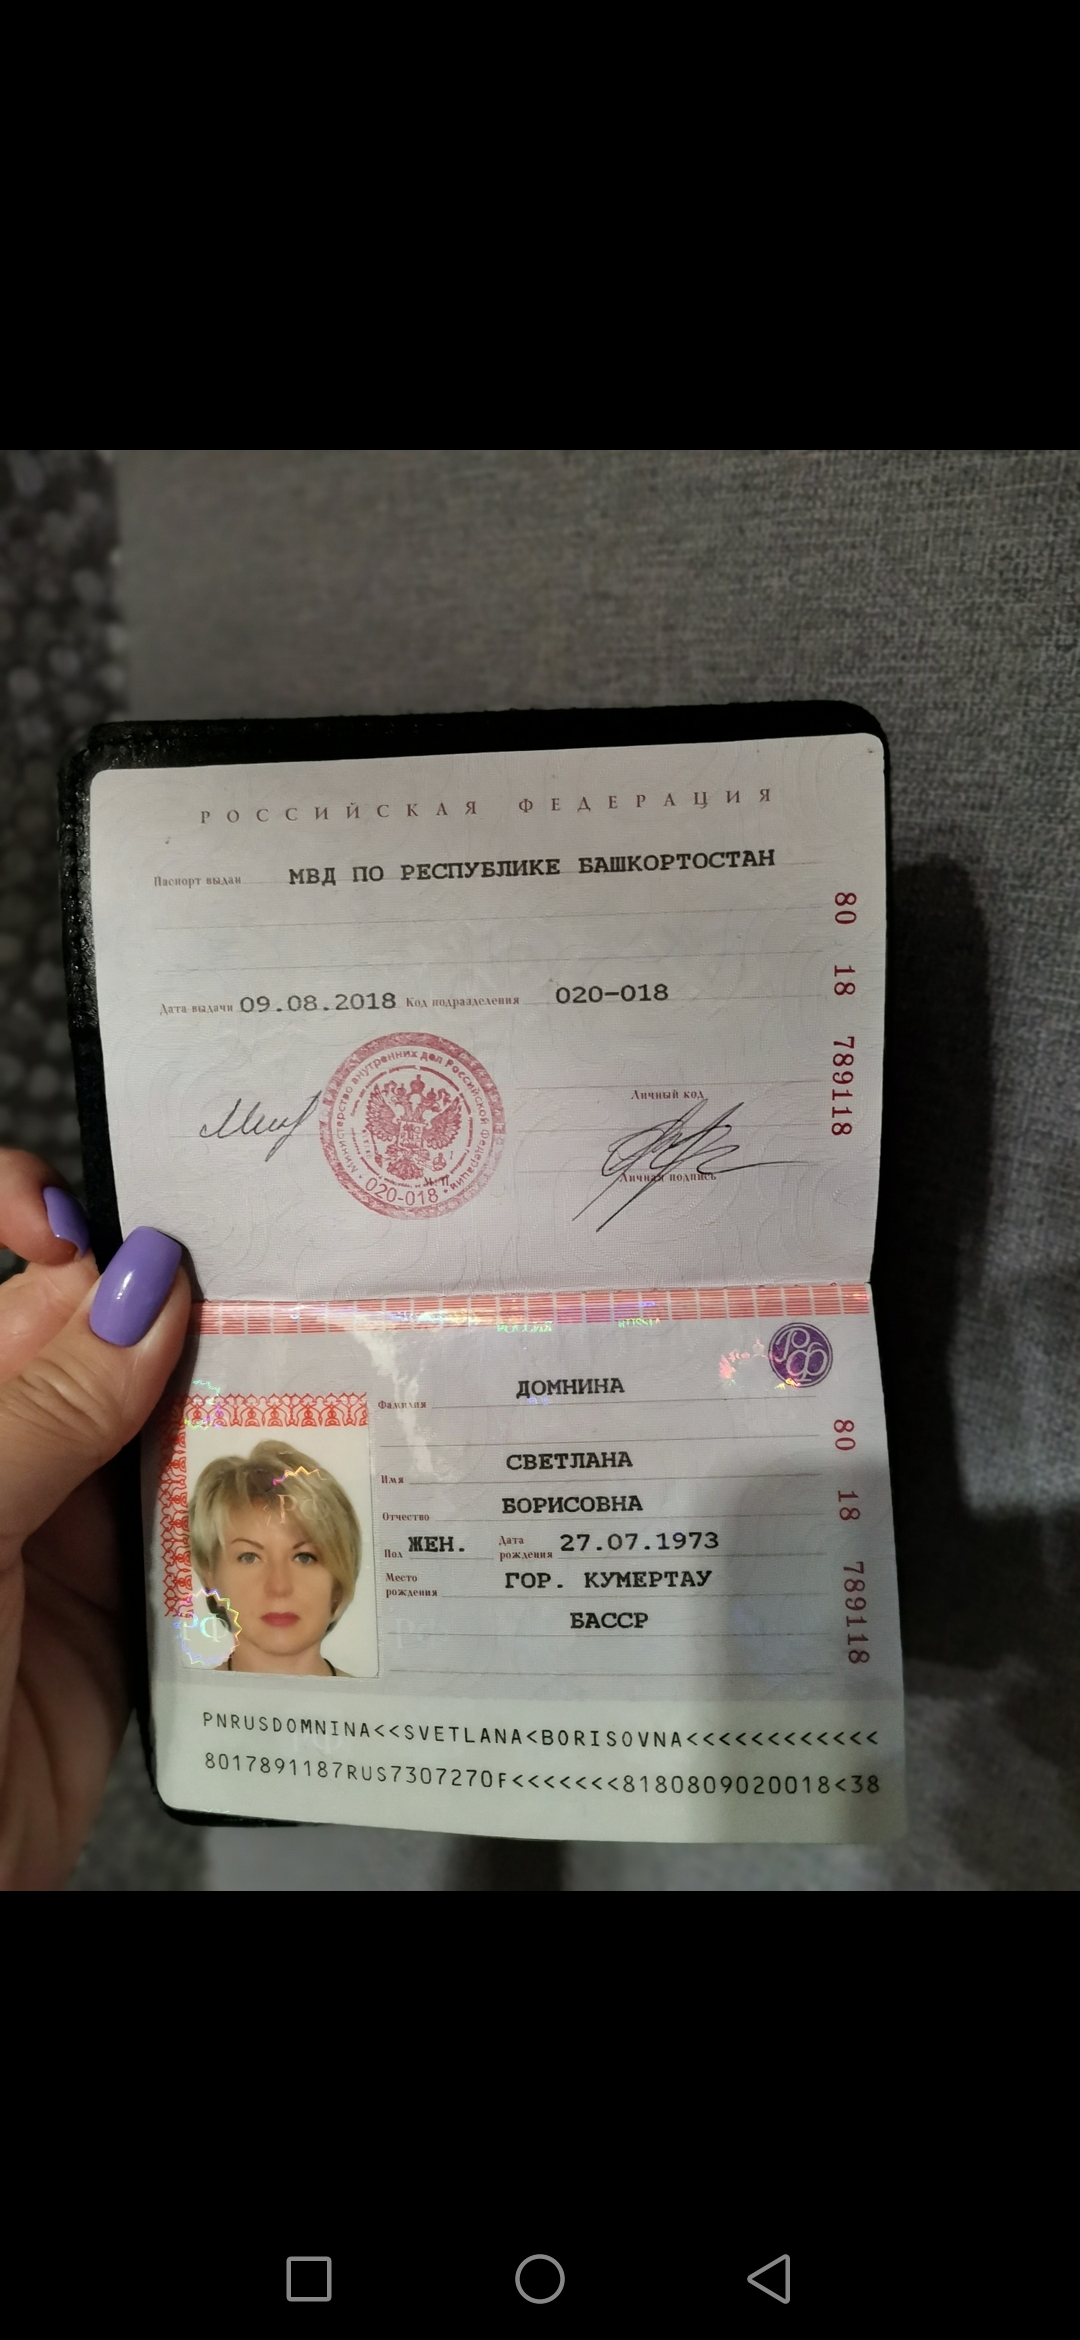 РОССИЙСКАЯ ФЕДЕРАЦИЯ
Паспорт выдан МВД ПО РЕСПУБЛИКЕ БАШКОРТОСТАН
Дата выдачи 09.08.2018 Код подразделения 020-018
80 18 789118
Министерство внутренних дел Российской Федерации
020-018
М.П.
Личный код
Личная подпись
РФ
Фамилия ДОМНИНА
Имя СВЕТЛАНА
Отчество БОРИСОВНА
Пол ЖЕН. Дата рождения 27.07.1973
Место рождения ГОР. КУМЕРТАУ
БАССР
80 18 789118
РФ
РФ
PNRUSDOMNINA<<SVETLANA<BORISOVNA<<<<<<<<<<<<
8017891187RUS7307270F<<<<<<<8180809020018<38